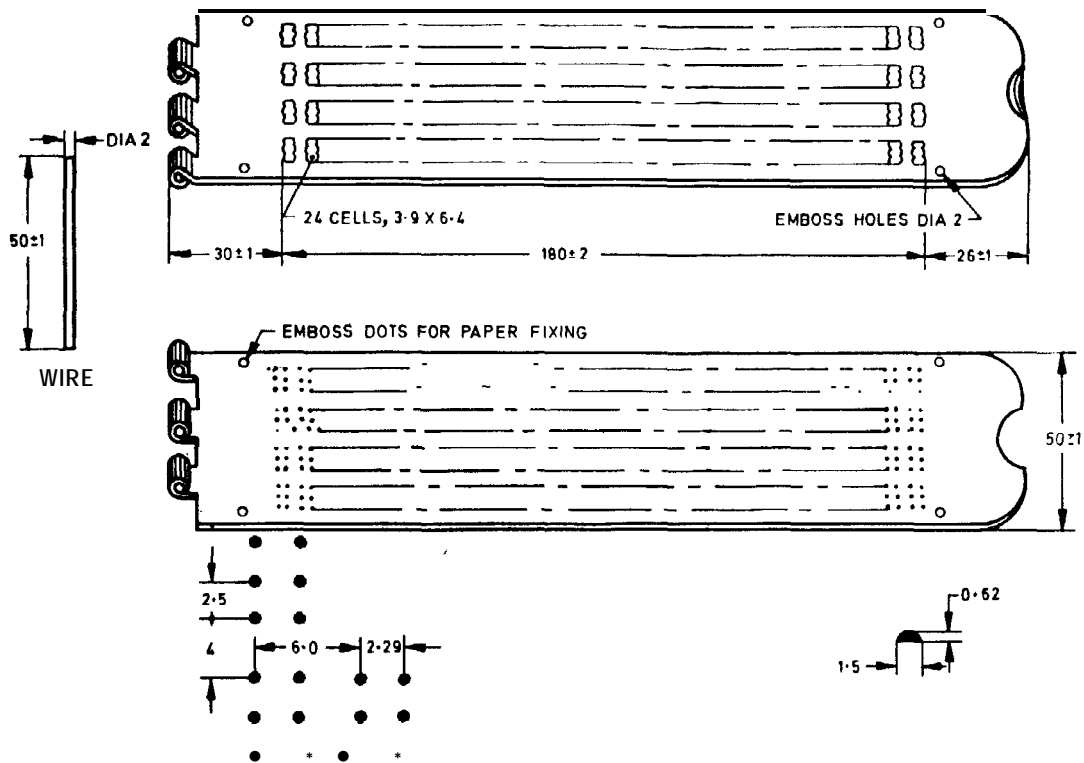 DIA 2
50±1
WIRE
24 CELLS, 3·9 X 6·4
EMBOSS HOLES DIA 2
30±1
180±2
26±1
EMBOSS DOTS FOR PAPER FIXING
50±1
2·5
4
6·0
2·29
0·62
1·5